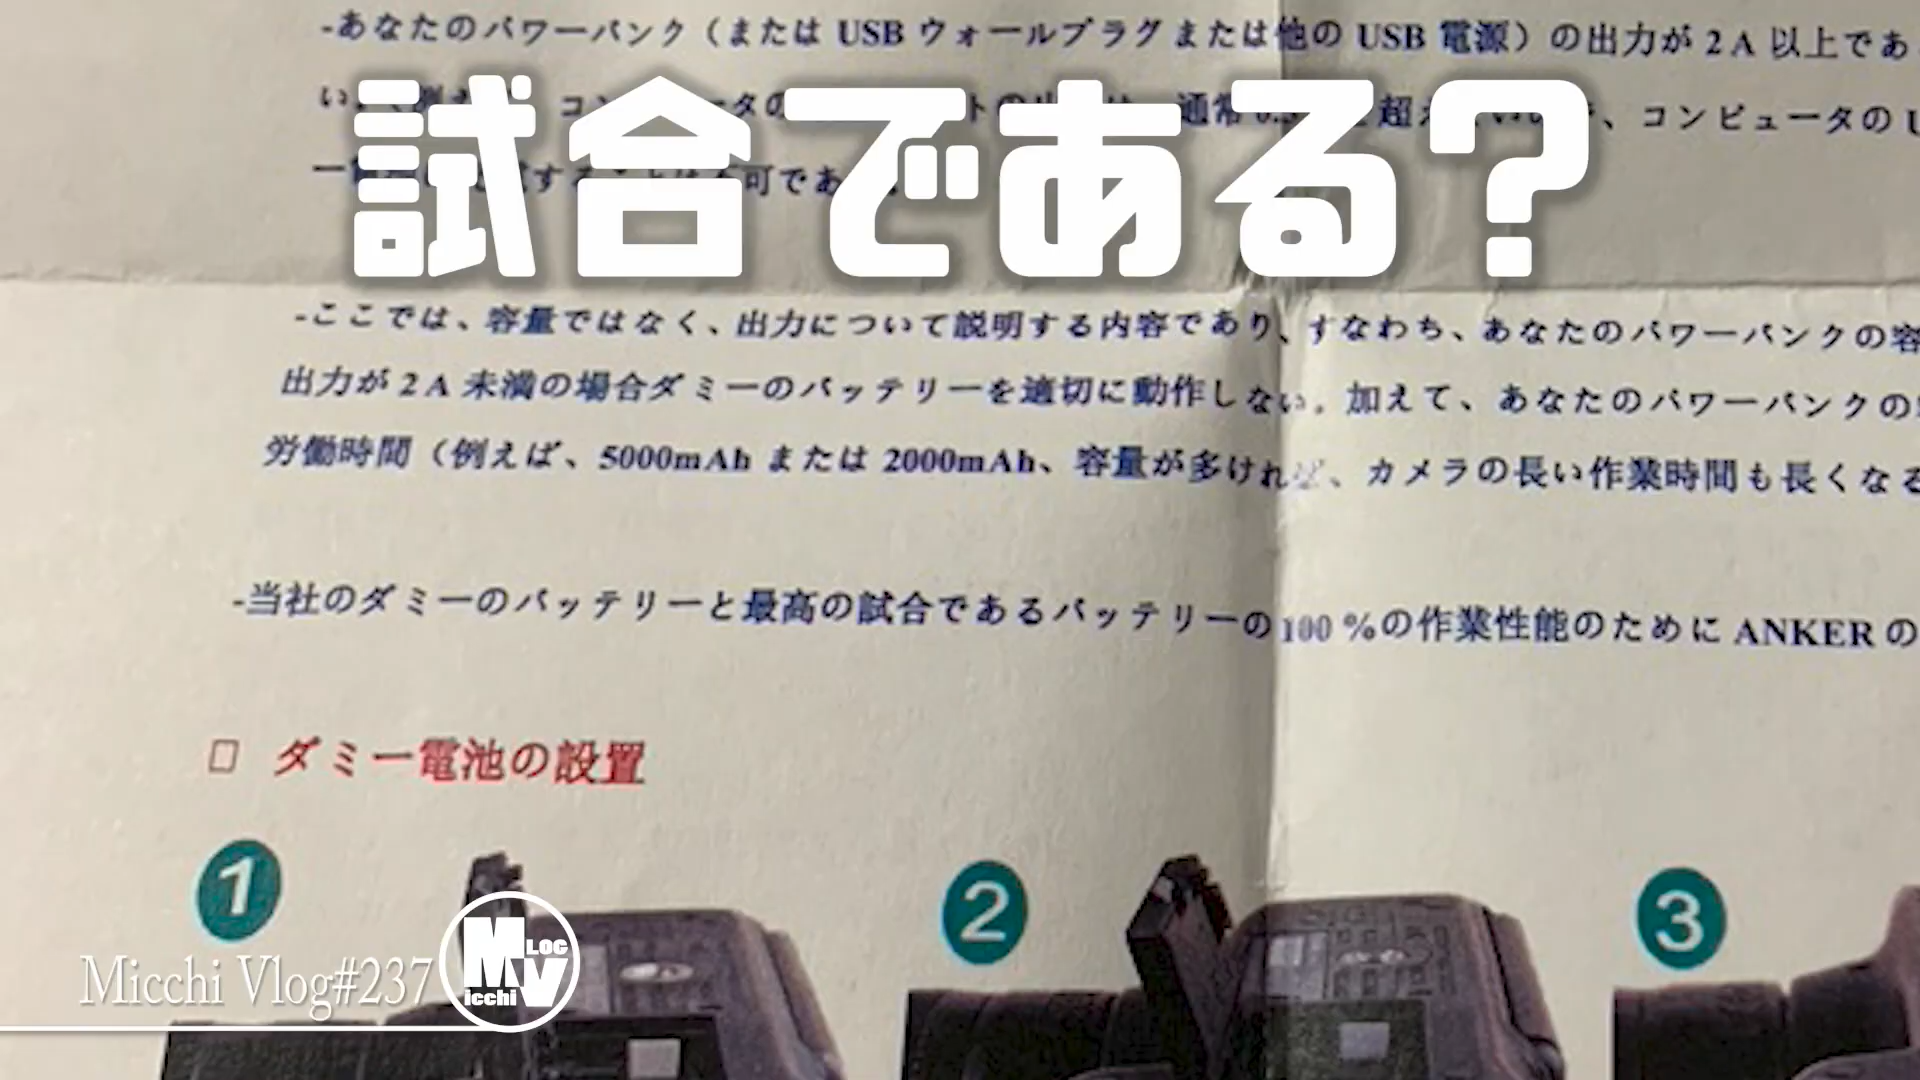 -あなたのパワーバンク（または USB ウォールプラグまたは他の USB 電源）の出力が 2 A 以上であ
試合である？
通常
超
、コンピュータの U
-ここでは、容量ではなく、出力について説明する内容であり、すなわち、あなたのパワーバンクの容
出力が 2 A 未満の場合ダミーのバッテリーを適切に動作しない。加えて、あなたのパワーバンクの
労働時間（例えば、5000mAh または 2000mAh、容量が多ければ、カメラの長い作業時間も長くなる
-当社のダミーのバッテリーと最高の試合であるバッテリーの 100 %の作業性能のために ANKER の
□ ダミー電池の設置
1
2
3
Micchi Vlog#237
Micchi VLOG